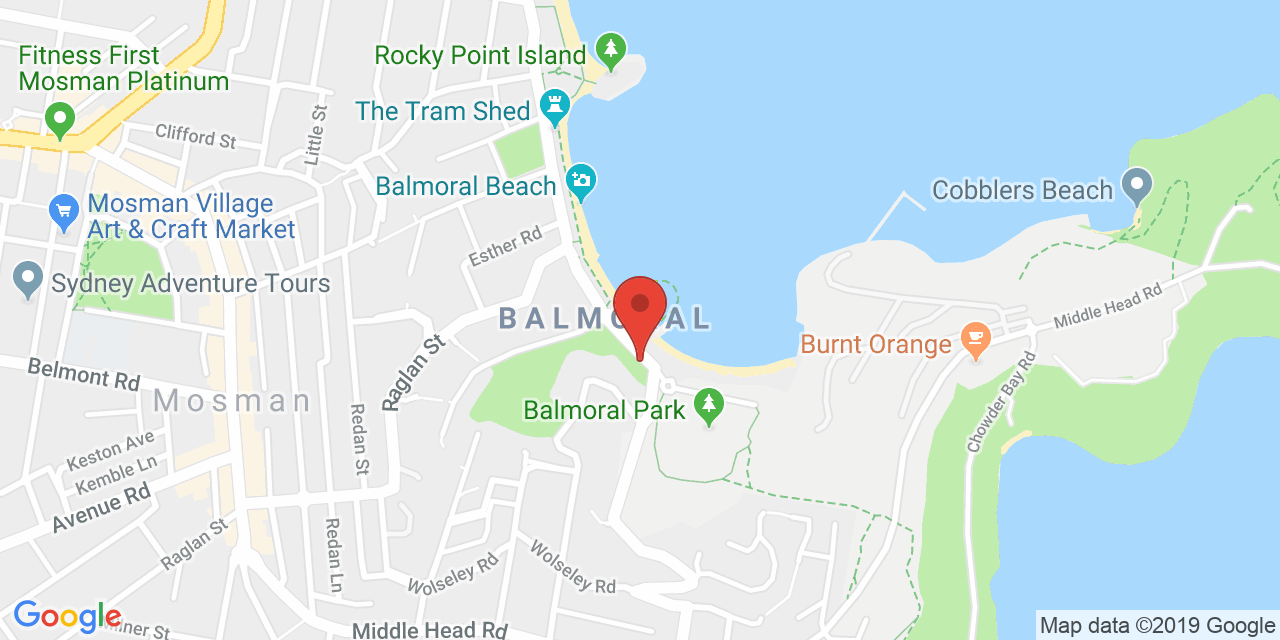 Fitness First
Mosman Platinum
Rocky Point Island
The Tram Shed
Clifford St
Little St
Balmoral Beach
Cobblers Beach
Mosman Village
Art & Craft Market
Esther Rd
Sydney Adventure Tours
Middle Head Rd
BALMORAL
Burnt Orange
Raglan St
Belmont Rd
Mosman
Chowder Bay Rd
Balmoral Park
Redan St
Keston Ave
Kemble Ln
Avenue Rd
Raglan St
Redan Ln
Wolseley Rd
Wolseley Rd
Google
Middle Head Rd
Map data ©2019 Google